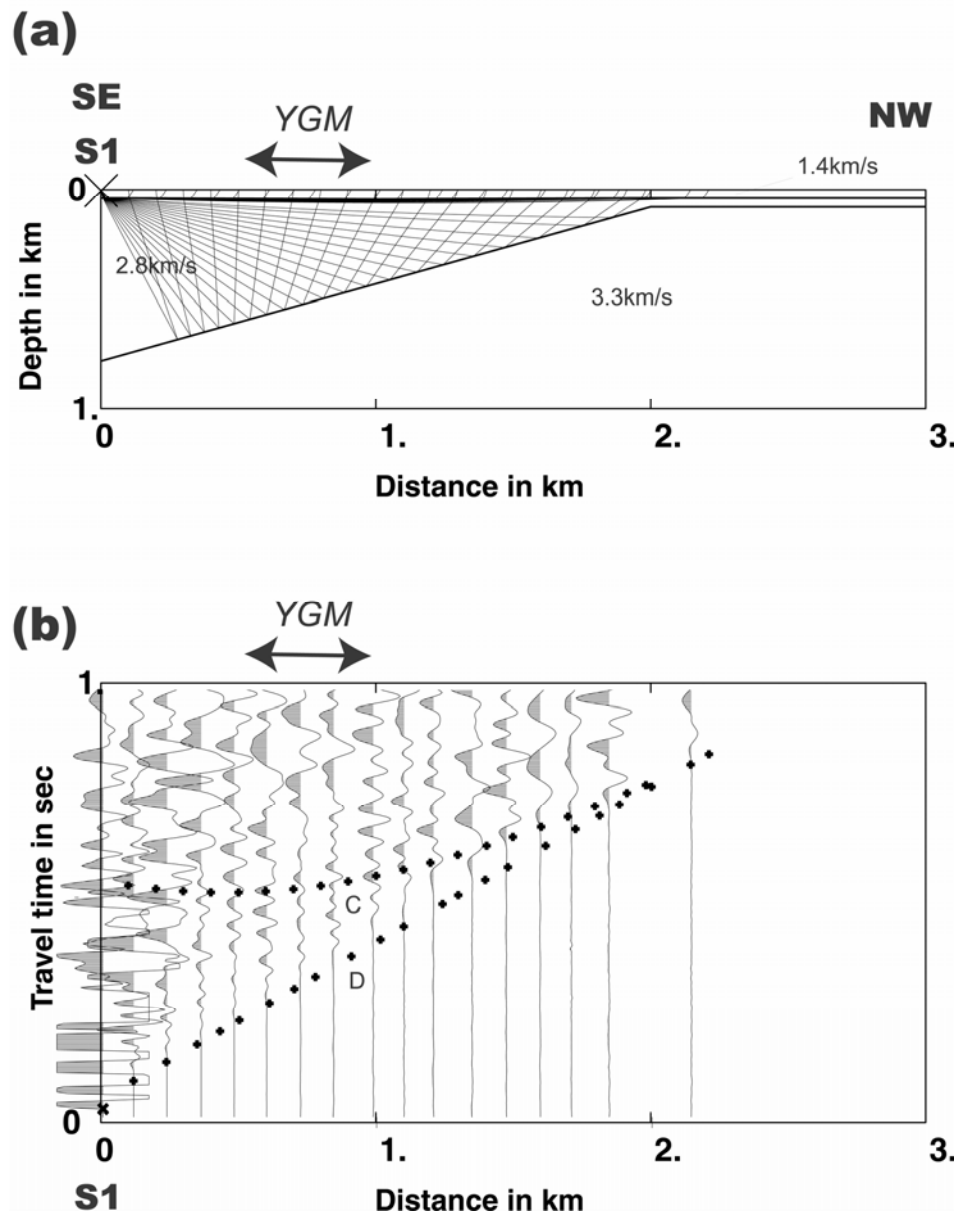 (a)
SE
YGM
NW
S1
1.4km/s
0
2.8km/s
3.3km/s
Depth in km
1.
0
1.
2.
3.
Distance in km
(b)
YGM
1
Travel time in sec
C
D
0
0
1.
2.
3.
S1
Distance in km